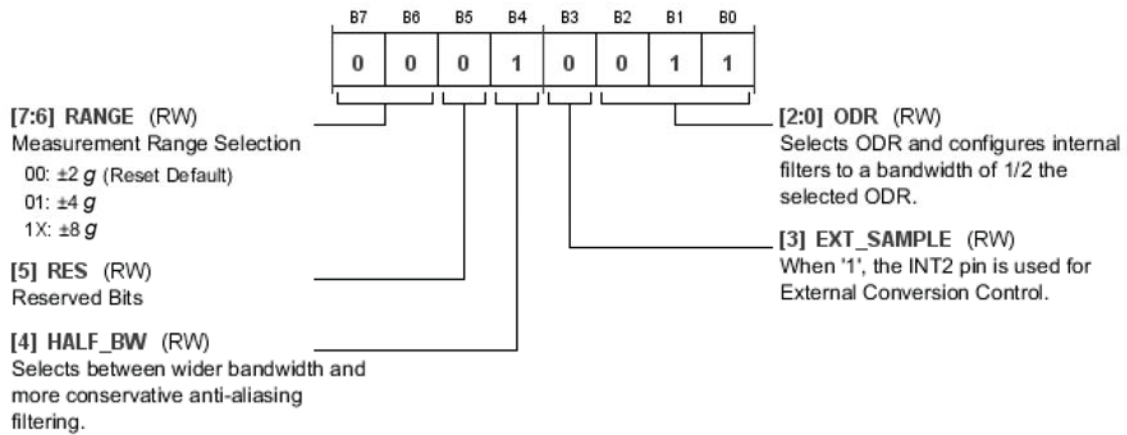 B7 B6 B5 B4 B3 B2 B1 B0
0 0 0 1 0 0 1 1
[7:6] RANGE (RW)
Measurement Range Selection
00: ±2 g (Reset Default)
01: ±4 g
1X: ±8 g
[5] RES (RW)
Reserved Bits
[4] HALF_BW (RW)
Selects between wider bandwidth and
more conservative anti-aliasing
filtering.
[2:0] ODR (RW)
Selects ODR and configures internal
filters to a bandwidth of 1/2 the
selected ODR.
[3] EXT_SAMPLE (RW)
When '1', the INT2 pin is used for
External Conversion Control.